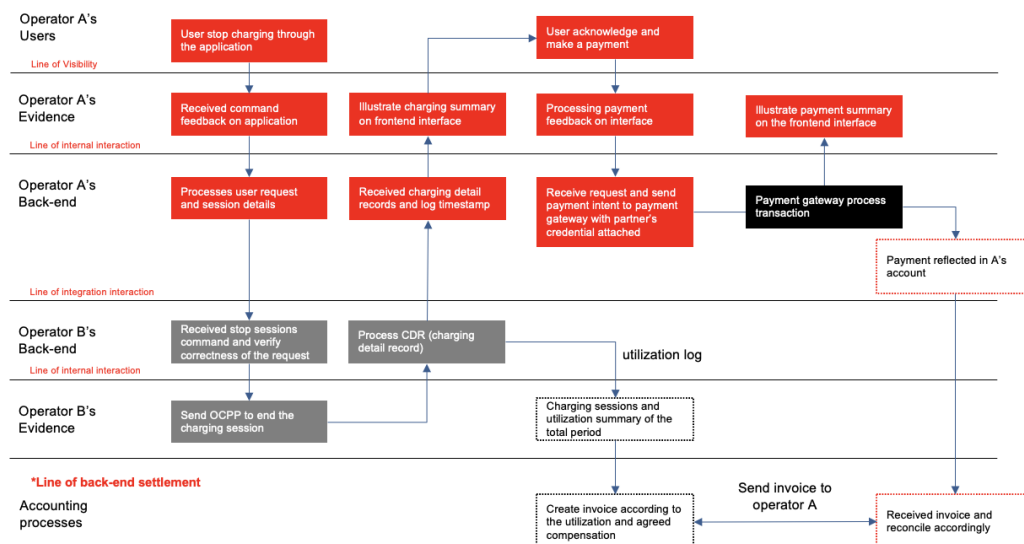 Operator A's
Users
User stop charging through
the application
User acknowledge and
make a payment
Line of Visibility
Operator A's
Evidence
Received command
feedback on application
Illustrate charging summary
on frontend interface
Processing payment
feedback on interface
Illustrate payment summary
on the frontend interface
Line of internal interaction
Operator A's
Back-end
Processes user request
and session details
Received charging detail
records and log timestamp
Receive request and send
payment intent to payment
gateway with partner's
credential attached
Payment gateway process
transaction
Payment reflected in A's
account
Line of integration interaction
Operator B's
Back-end
Received stop sessions
command and verify
correctness of the request
Process CDR (charging
detail record)
utilization log
Line of internal interaction
Operator B's
Evidence
Send OCPP to end the
charging session
Charging sessions and
utilization summary of the
total period
*Line of back-end settlement
Accounting
processes
Create invoice according to
the utilization and agreed
compensation
Send invoice to
operator A
Received invoice and
reconcile accordingly